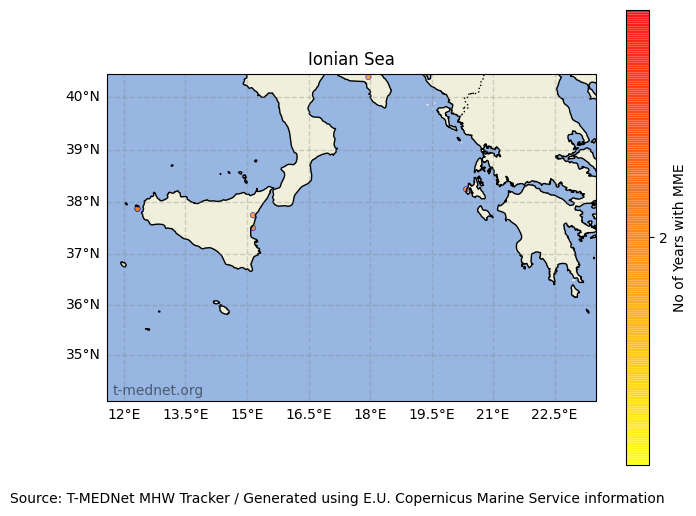 Ionian Sea
40°N
39°N
38°N
37°N
36°N
35°N
t-mednet.org
12°E 13.5°E 15°E 16.5°E 18°E 19.5°E 21°E 22.5°E
2
No of Years with MME
Source: T-MEDNet MHW Tracker / Generated using E.U. Copernicus Marine Service information